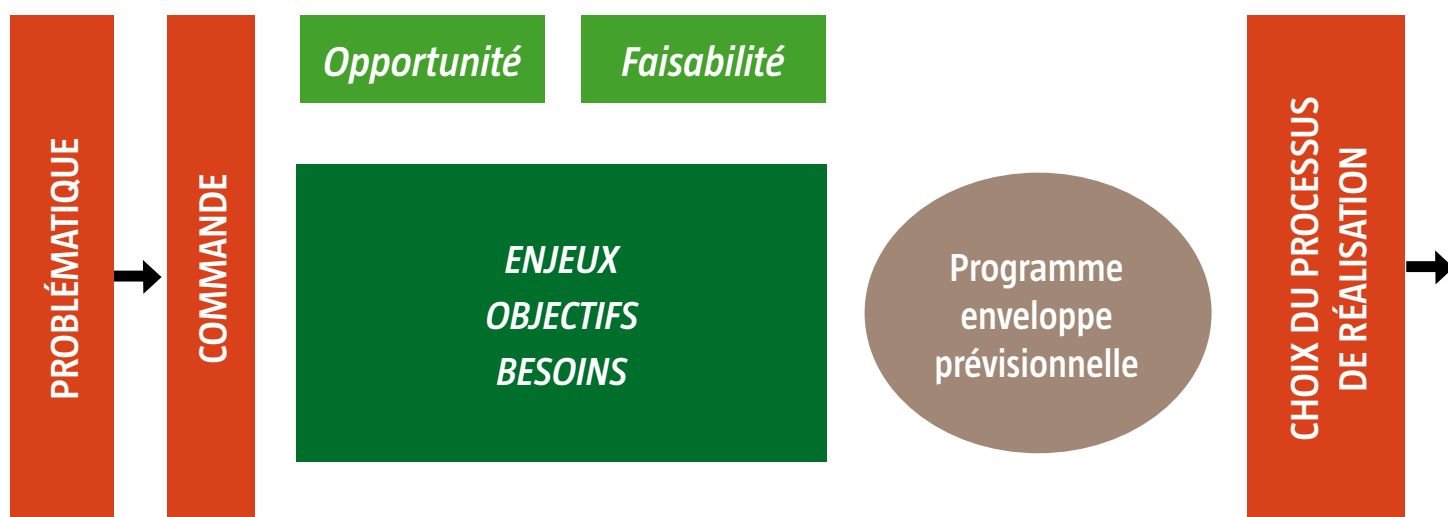 PROBLÉMATIQUE
COMMANDE
Opportunité
Faisabilité
ENJEUX
OBJECTIFS
BESOINS
Programme
enveloppe
prévisionnelle
CHOIX DU PROCESSUS
DE RÉALISATION